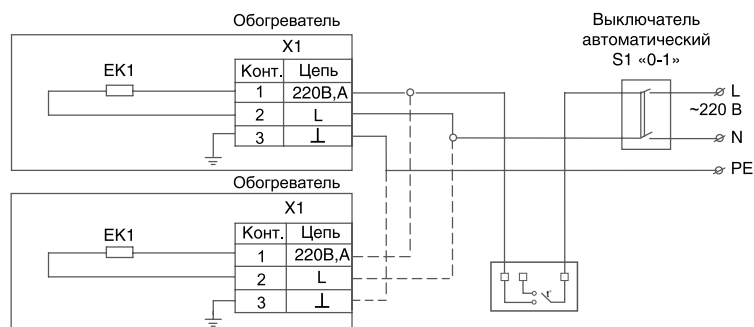 Обогреватель
X1
EK1
Конт. Цепь
1 220В,А
2 L
3 ⊥
Выключатель
автоматический
S1 «0-1»
L
~220 В
N
PE
Обогреватель
X1
EK1
Конт. Цепь
1 220В,А
2 L
3 ⊥
t°